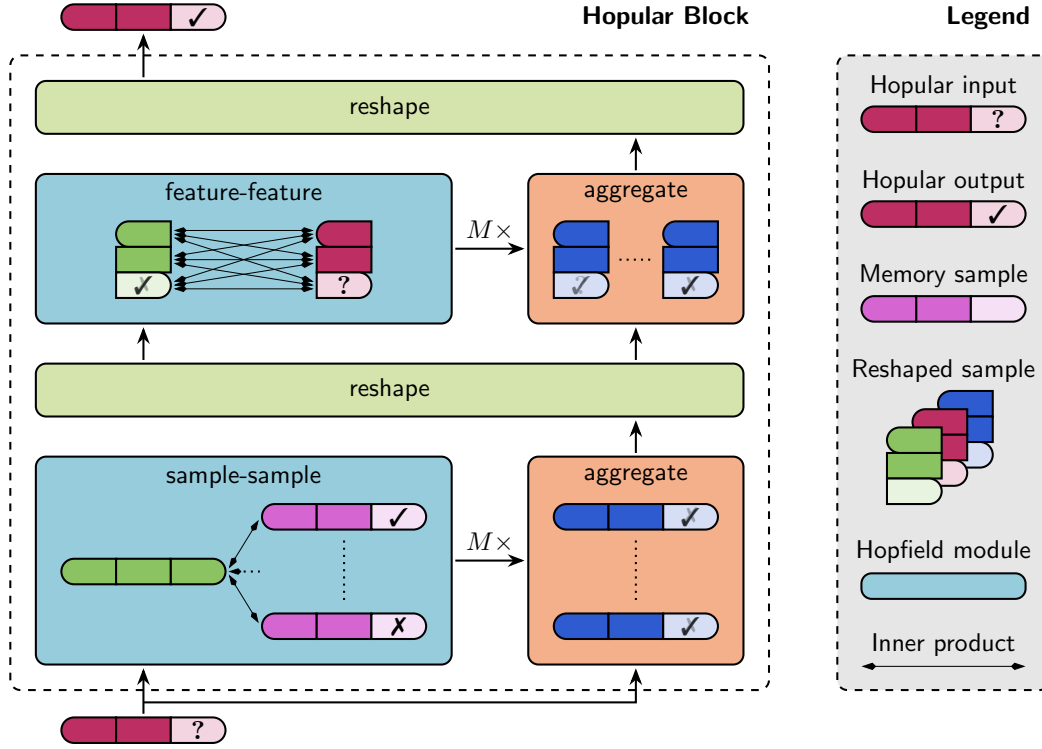 Hopular Block
✓
reshape
feature-feature
✗
✓
?
M×
aggregate
?
✓
✗
✓
reshape
sample-sample
✓
✗
M×
aggregate
✗
✓
✗
✓
?
Legend
Hopular input
?
Hopular output
✓
Memory sample
Reshaped sample
Hopfield module
Inner product